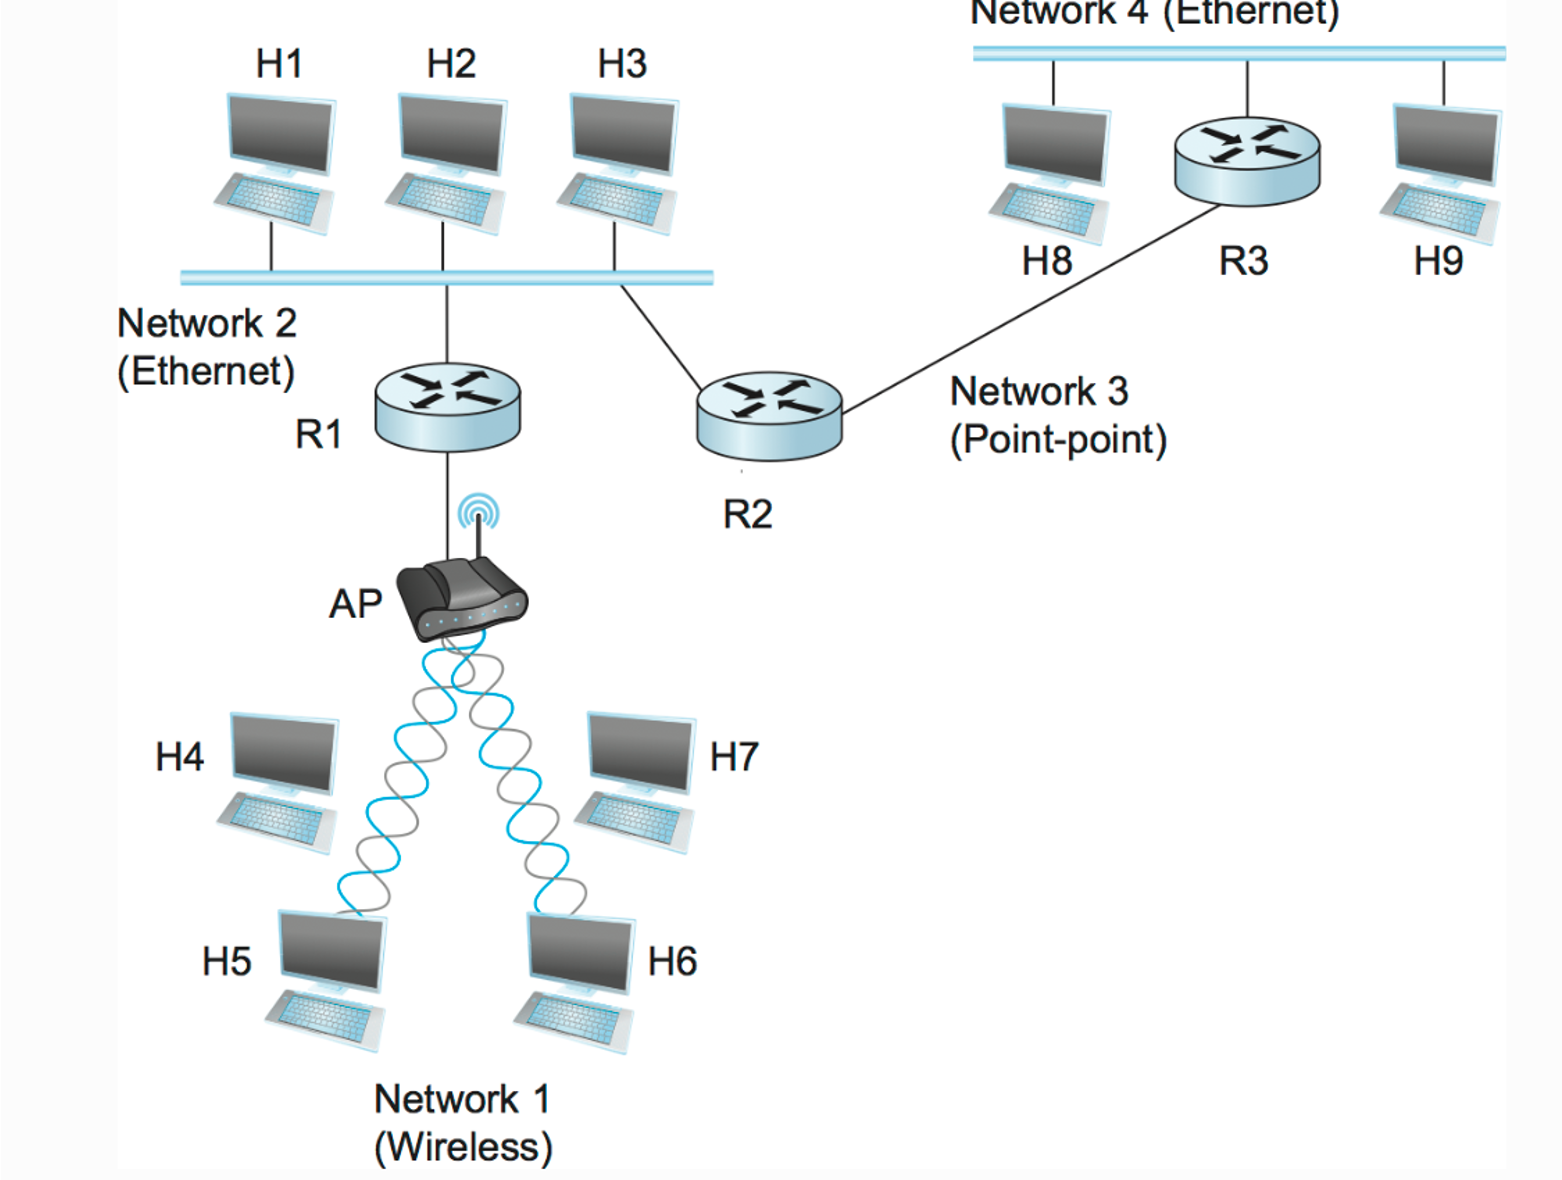 Network 4 (Ethernet)
H1
H2
H3
H8
R3
H9
Network 2
(Ethernet)
R1
R2
Network 3
(Point-point)
AP
H4
H7
H5
H6
Network 1
(Wireless)